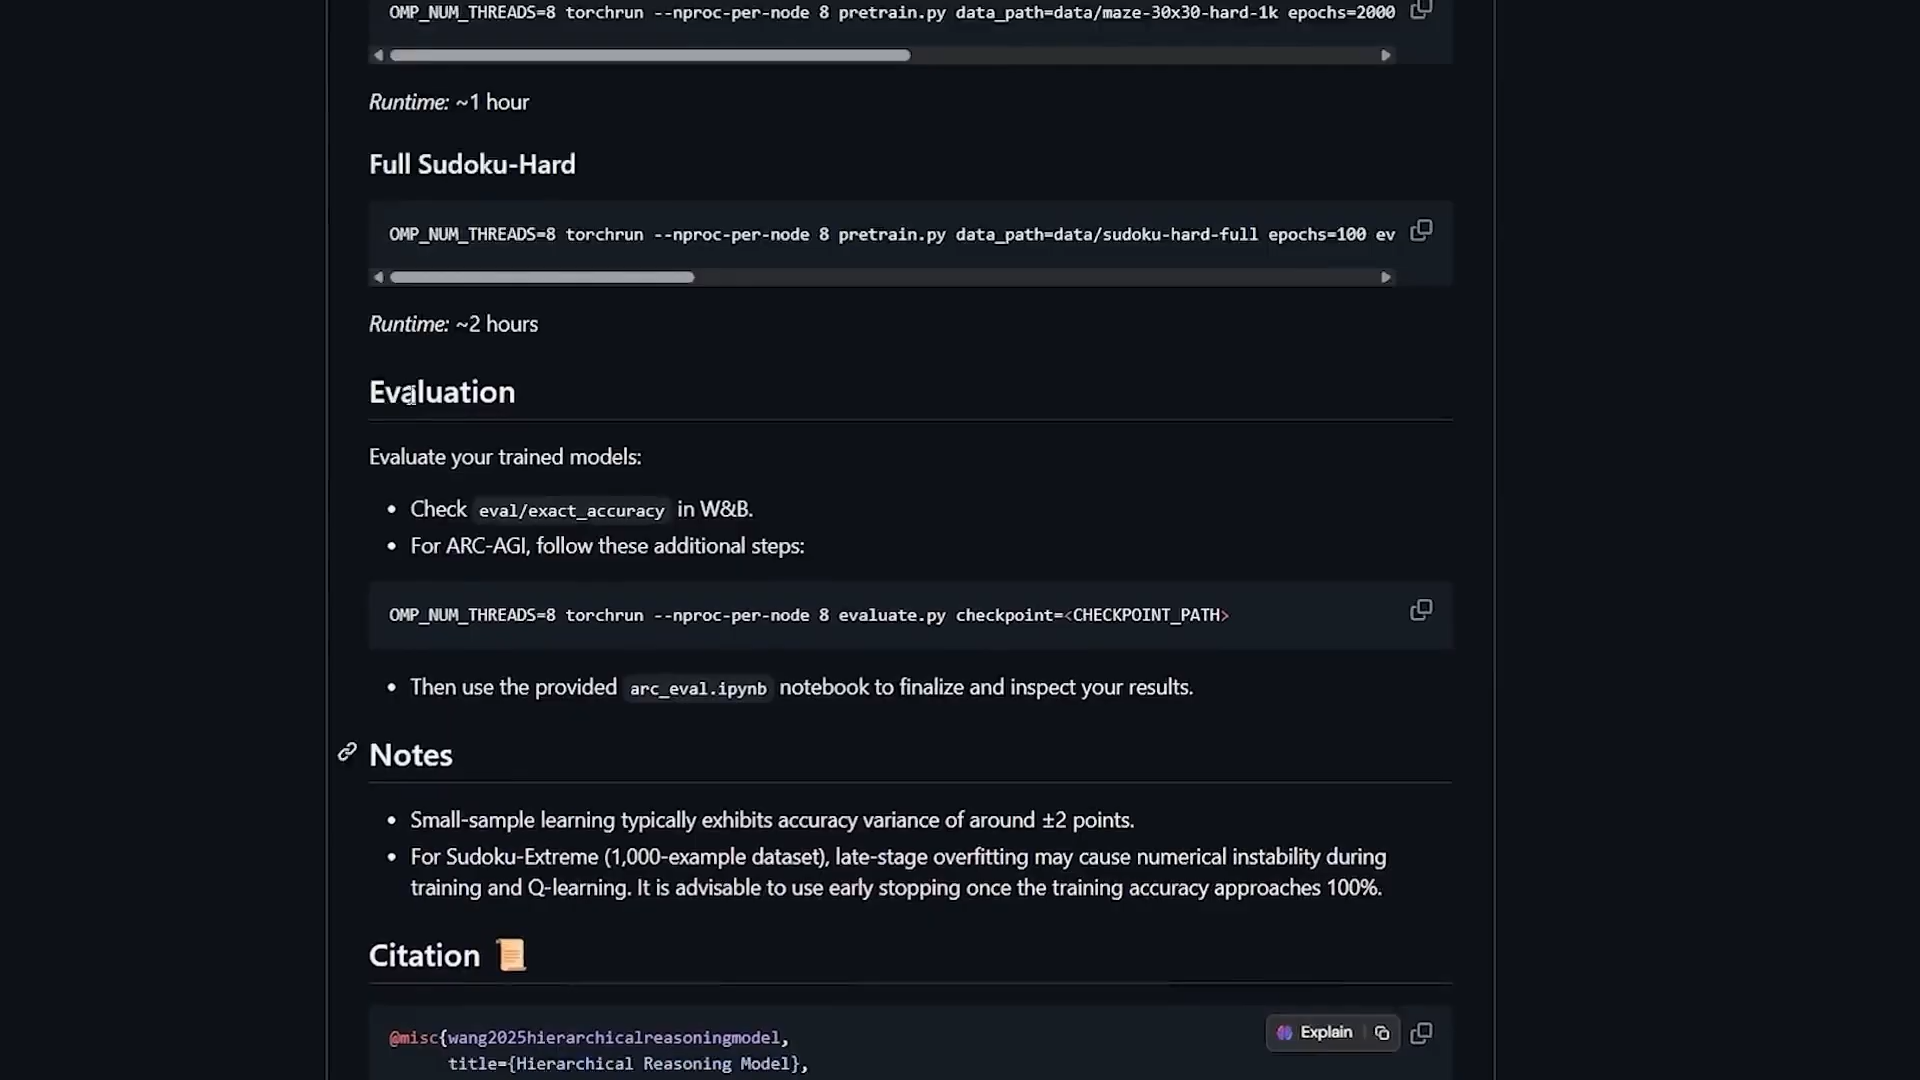 OMP_NUM_THREADS=8 torchrun --nproc-per-node 8 pretrain.py data_path=data/maze-30x30-hard-1k epochs=2000
Runtime: ~1 hour
Full Sudoku-Hard
OMP_NUM_THREADS=8 torchrun --nproc-per-node 8 pretrain.py data_path=data/sudoku-hard-full epochs=100 ev
Runtime: ~2 hours
Evaluation
Evaluate your trained models:
• Check eval/exact_accuracy in W&B.
• For ARC-AGI, follow these additional steps:
OMP_NUM_THREADS=8 torchrun --nproc-per-node 8 evaluate.py checkpoint=<CHECKPOINT_PATH>
• Then use the provided arc_eval.ipynb notebook to finalize and inspect your results.
Notes
• Small-sample learning typically exhibits accuracy variance of around ±2 points.
• For Sudoku-Extreme (1,000-example dataset), late-stage overfitting may cause numerical instability during
training and Q-learning. It is advisable to use early stopping once the training accuracy approaches 100%.
Citation 📜
@misc{wang2025hierarchicalreasoningmodel,
Explain
title={Hierarchical Reasoning Model},